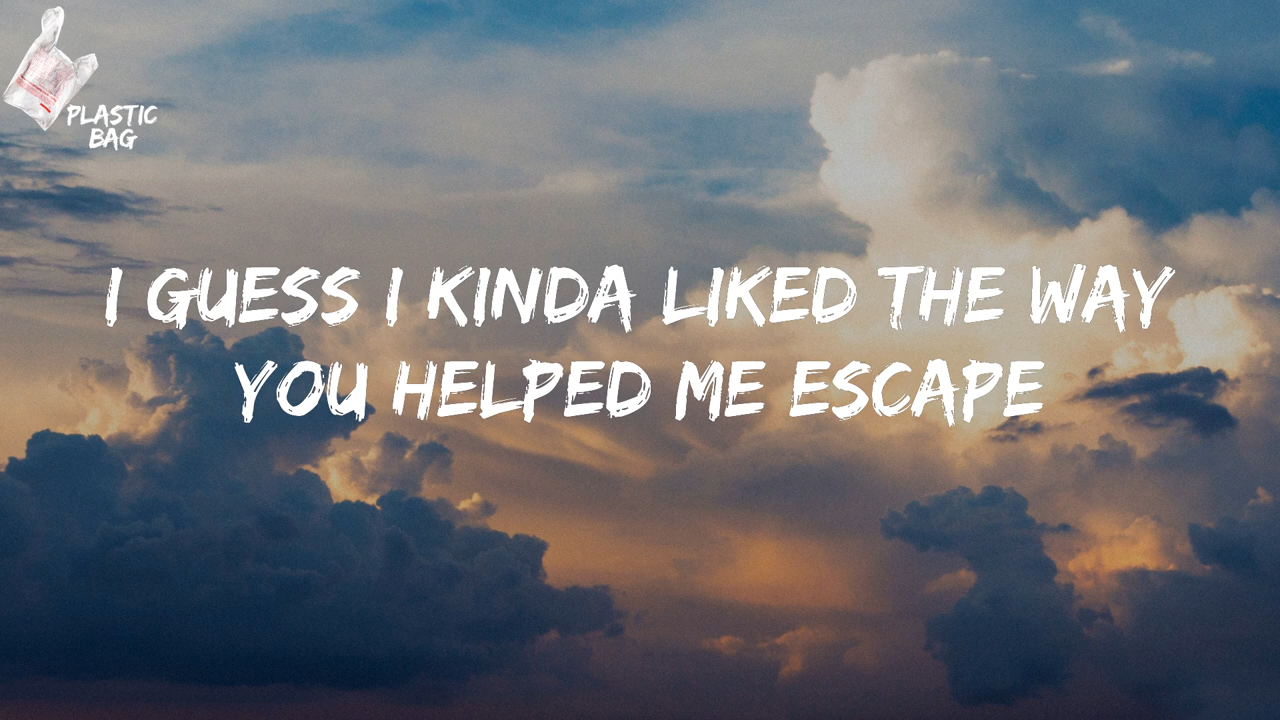 PLASTIC
BAG
I GUESS I KINDA LIKED THE WAY
YOU HELPED ME ESCAPE